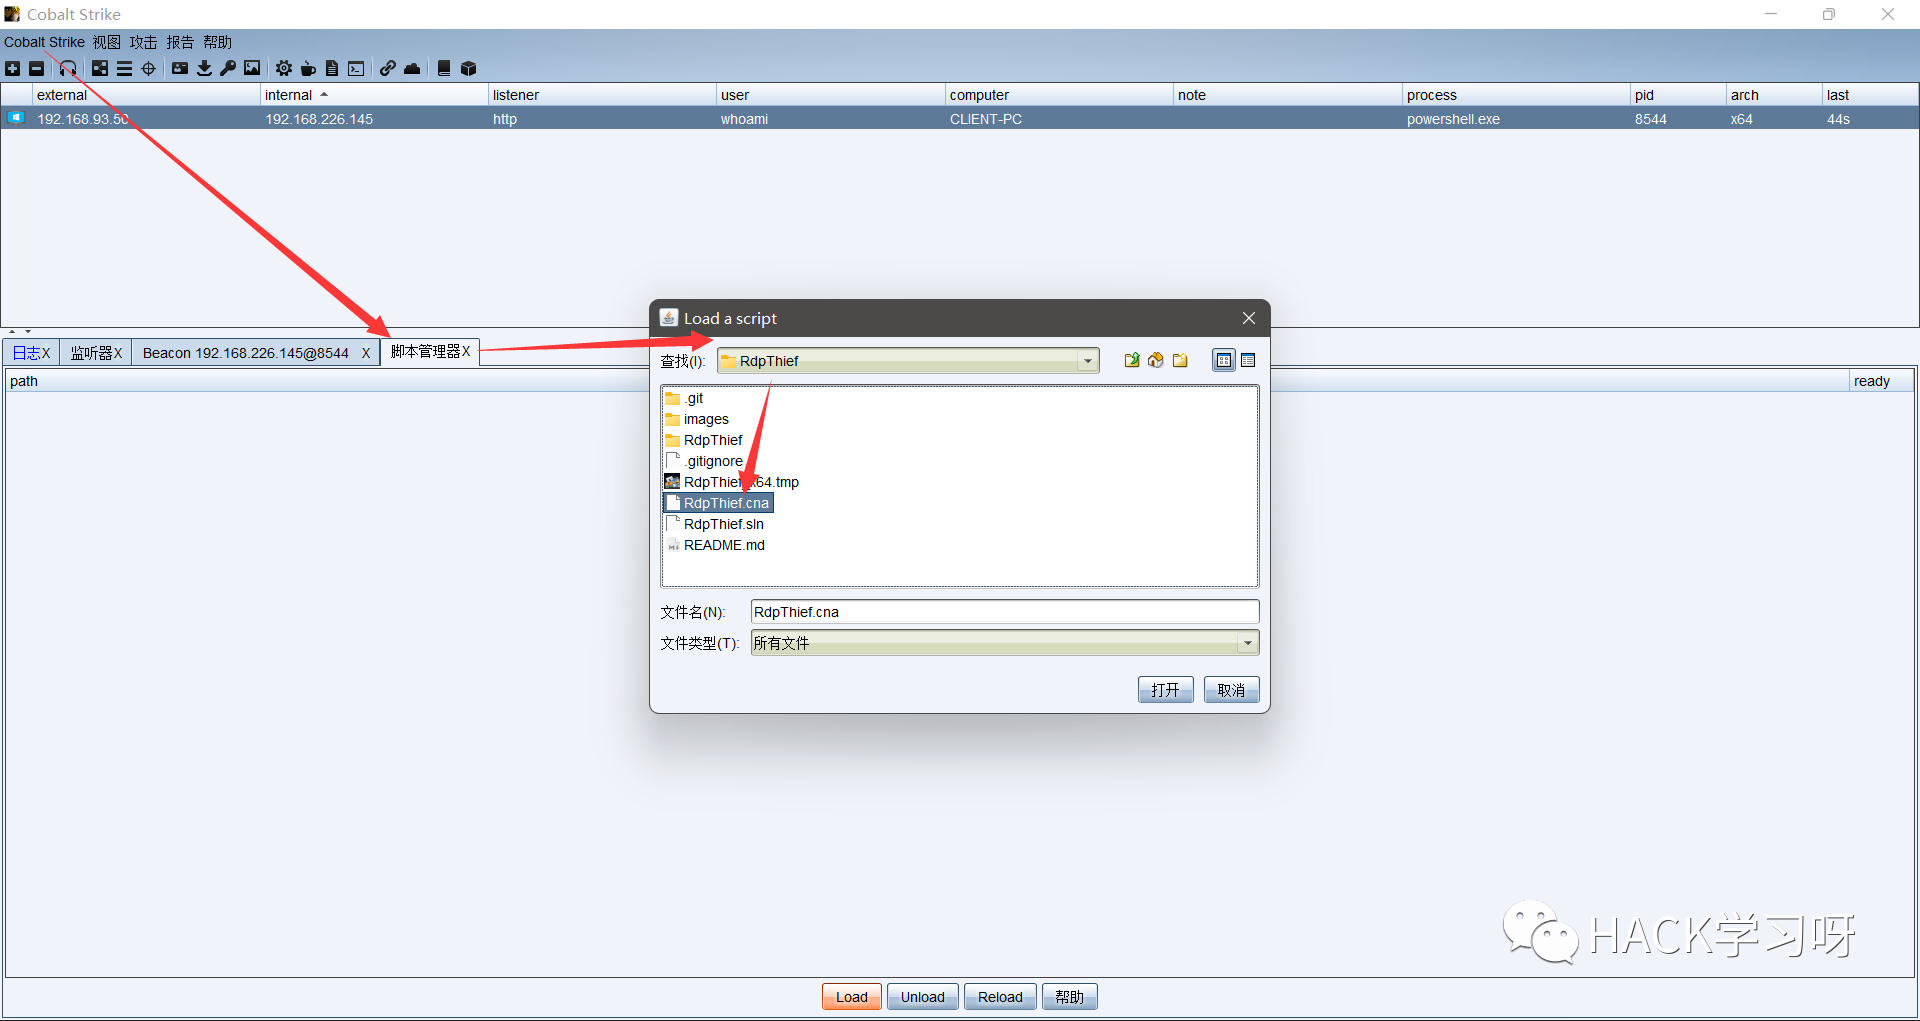 Cobalt Strike
Cobalt Strike 视图 攻击 报告 帮助
external internal listener user computer note process pid arch last
192.168.93.50 192.168.226.145 http whoami CLIENT-PC powershell.exe 8544 x64 44s
日志X 监听器X Beacon 192.168.226.145@8544 X 脚本管理器X
path ready
Load a script
查找(I): RdpThief
.git
images
RdpThief
.gitignore
RdpThief_x64.tmp
RdpThief.cna
RdpThief.sln
README.md
文件名(N): RdpThief.cna
文件类型(T): 所有文件
打开 取消
HACK学习呀
Load Unload Reload 帮助